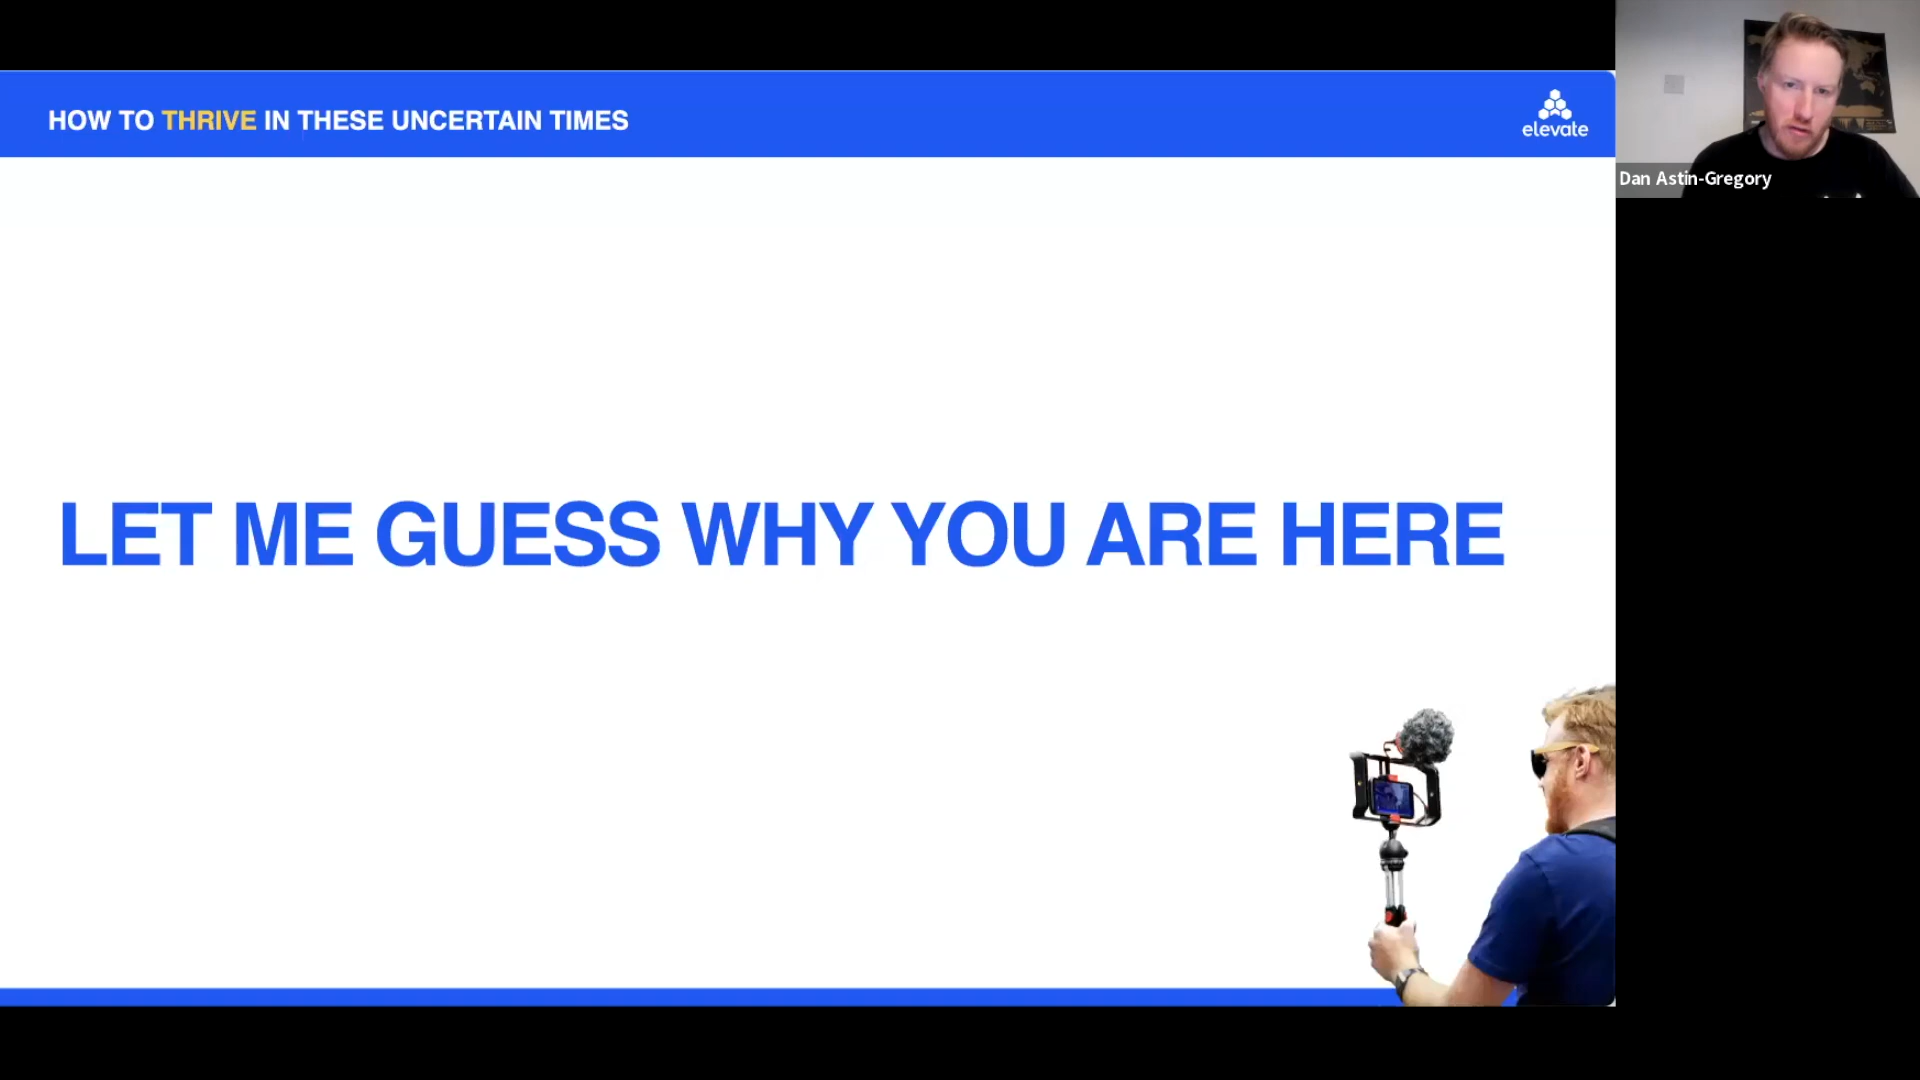 HOW TO THRIVE IN THESE UNCERTAIN TIMES
elevate
Dan Astin-Gregory
LET ME GUESS WHY YOU ARE HERE